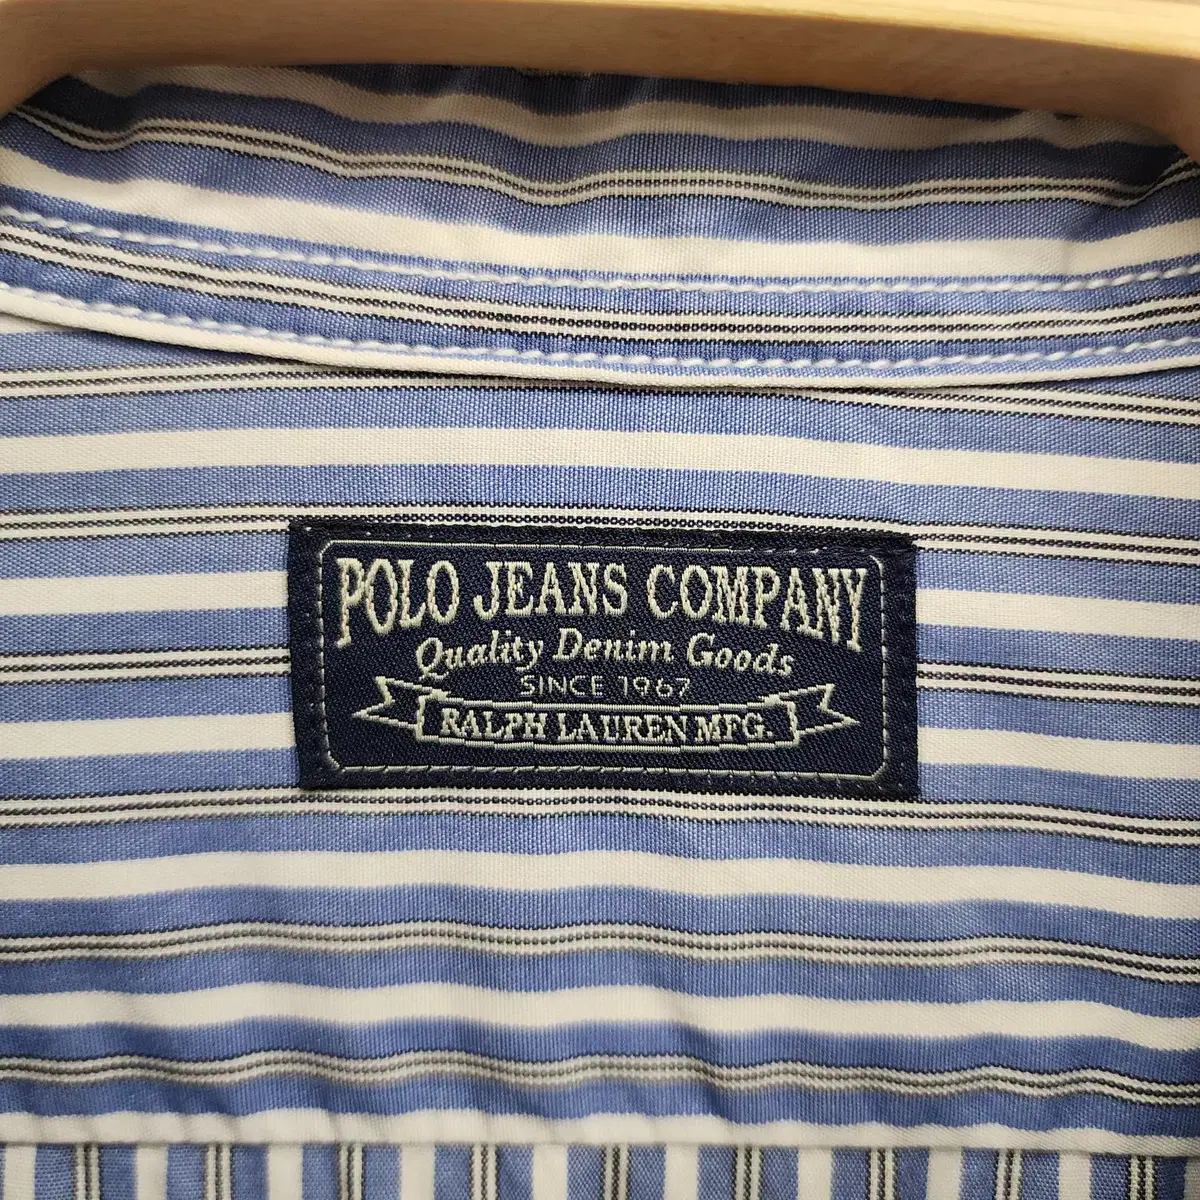 POLO JEANS COMPANY
Quality Denim Goods
SINCE 1967
RALPH LAUREN MFG.